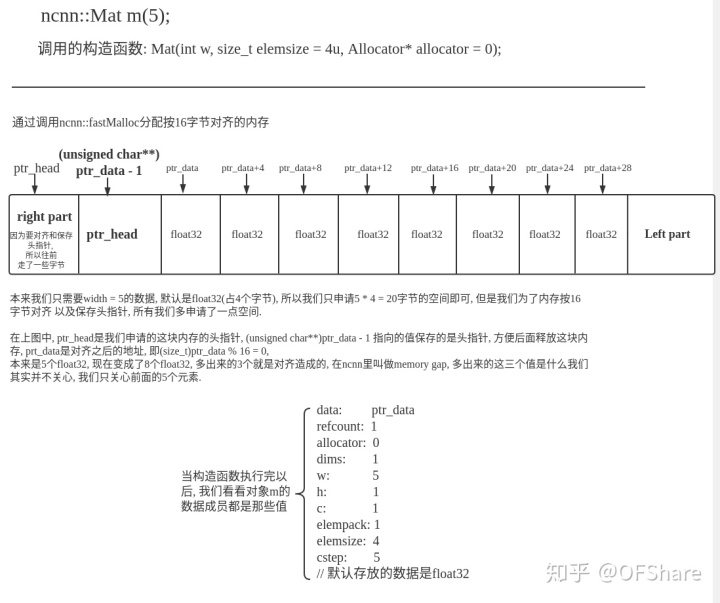 ncnn::Mat m(5);
调用的构造函数: Mat(int w, size_t elemsize = 4u, Allocator* allocator = 0);
通过调用ncnn::fastMalloc分配按16字节对齐的内存
(unsigned char**)
ptr_head ptr_data - 1 ptr_data ptr_data+4 ptr_data+8 ptr_data+12 ptr_data+16 ptr_data+20 ptr_data+24 ptr_data+28
right part
因为要对齐和保存
头指针,
所以往前
走了一些字节
ptr_head float32 float32 float32 float32 float32 float32 float32 float32 Left part
本来我们只需要width = 5的数据, 默认是float32(占4个字节), 所以我们只申请5 * 4 = 20字节的空间即可, 但是我们为了内存按16
字节对齐 以及保存头指针, 所有我们多申请了一点空间.
在上图中, ptr_head是我们申请的这块内存的头指针, (unsigned char**)ptr_data - 1 指向的值保存的是头指针, 方便后面释放这块内
存, prt_data是对齐之后的地址, 即(size_t)ptr_data % 16 = 0,
本来是5个float32, 现在变成了8个float32, 多出来的3个就是对齐造成的, 在ncnn里叫做memory gap, 多出来的这三个值是什么我们
其实并不关心, 我们只关心前面的5个元素.
当构造函数执行完以
后, 我们看看对象m的
数据成员都是那些值
data: ptr_data
refcount: 1
allocator: 0
dims: 1
w: 5
h: 1
c: 1
elempack: 1
elemsize: 4
cstep: 5
// 默认存放的数据是float32
知乎 @OFShare